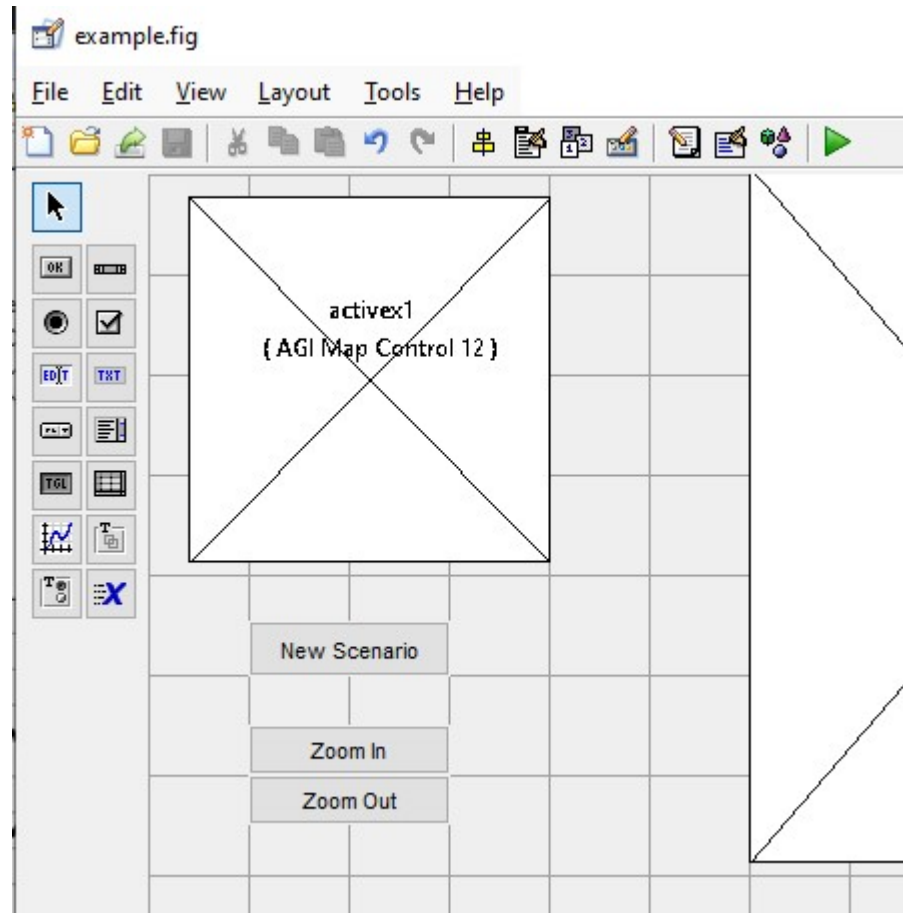 example.fig
File Edit View Layout Tools Help
activex1
( AGI Map Control 12 )
OK
EDIT TXT
TGL
New Scenario
Zoom In
Zoom Out